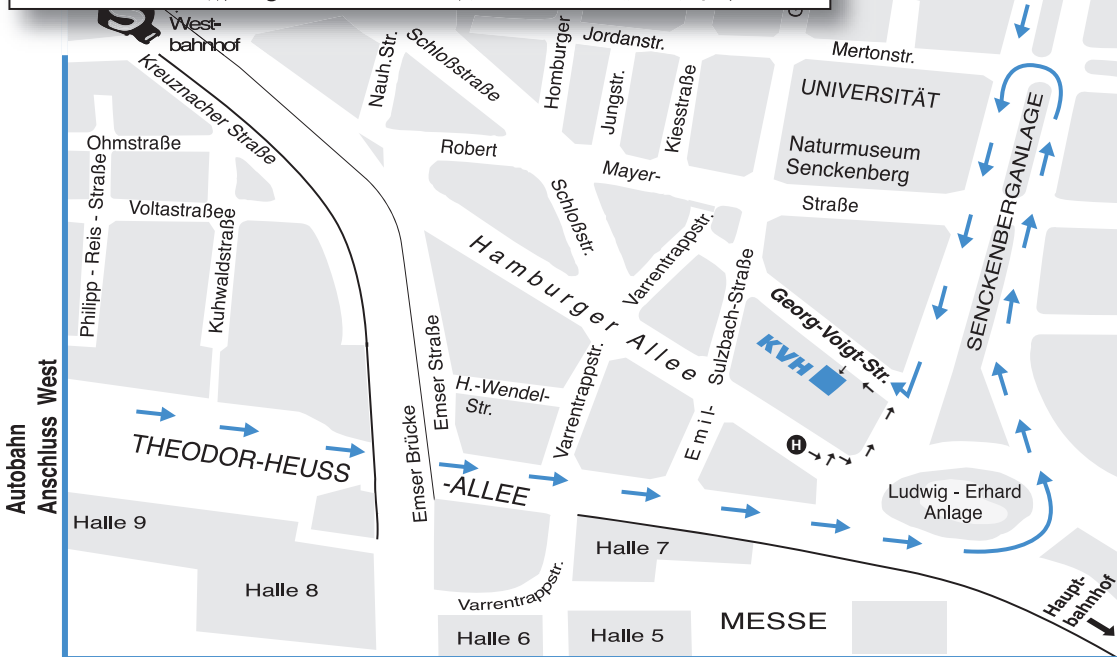 West-
bahnhof
Kreuznacher Straße
Nauh.Str.
Schloßstraße
Homburger
Jordanstr.
Jungstr.
Kiesstraße
Mertonstr.
UNIVERSITÄT
Naturmuseum
Senckenberg
SENCKENBERGANLAGE
Ohmstraße
Philipp - Reis - Straße
Voltastraße
Kuhwaldstraße
Robert
Mayer-
Straße
Schloßstr.
Varrentrappstr.
Hamburger Allee
Emil-
Sulzbach-Straße
Georg-Voigt-Str.
KVH
H
Emser Straße
Emser Brücke
H.-Wendel-
Str.
Varrentrappstr.
Autobahn
Anschluss West
THEODOR-HEUSS
-ALLEE
Ludwig - Erhard
Anlage
Halle 9
Halle 8
Halle 7
Varrentrappstr.
Halle 6
Halle 5
MESSE
Haupt-
bahnhof